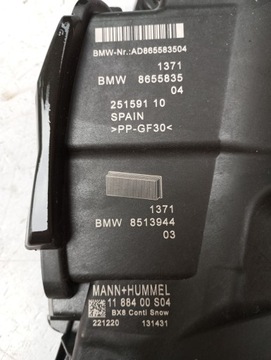 BMW-Nr.:AD865583504
1371
BMW 8655835
04
251591 10
SPAIN
>PP-GF30<
1371
BMW 8513944
03
MANN+HUMMEL
11 884 00 S04
BX8 Conti Snow
221220 131431